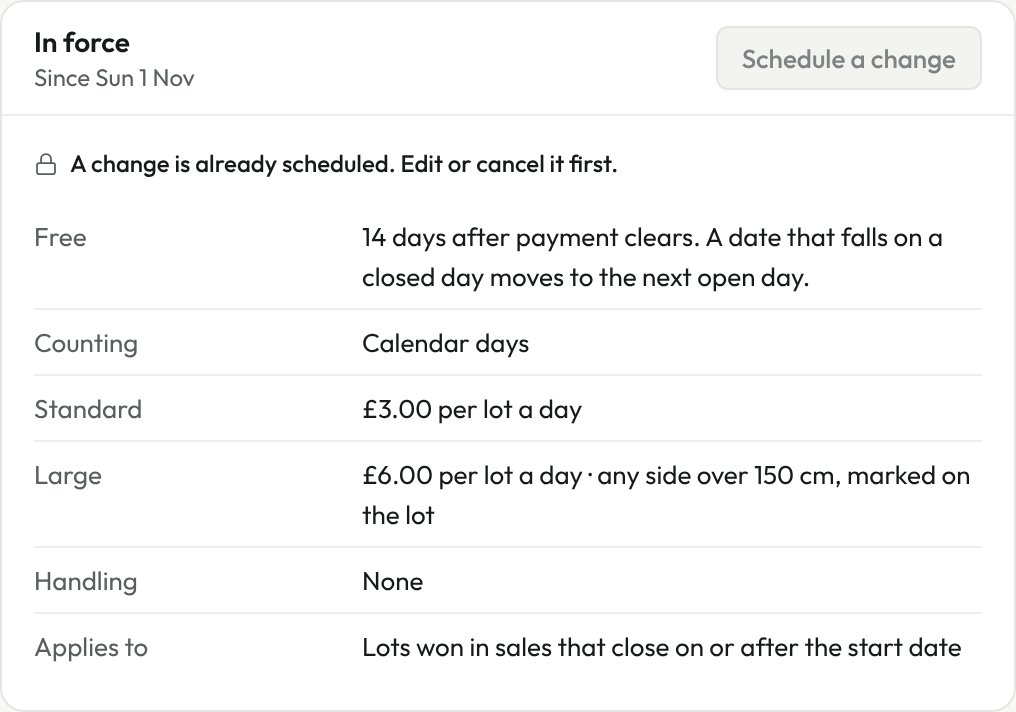 In force
Since Sun 1 Nov
Schedule a change
A change is already scheduled. Edit or cancel it first.
Free
14 days after payment clears. A date that falls on a
closed day moves to the next open day.
Counting
Calendar days
Standard
£3.00 per lot a day
Large
£6.00 per lot a day · any side over 150 cm, marked on
the lot
Handling
None
Applies to
Lots won in sales that close on or after the start date